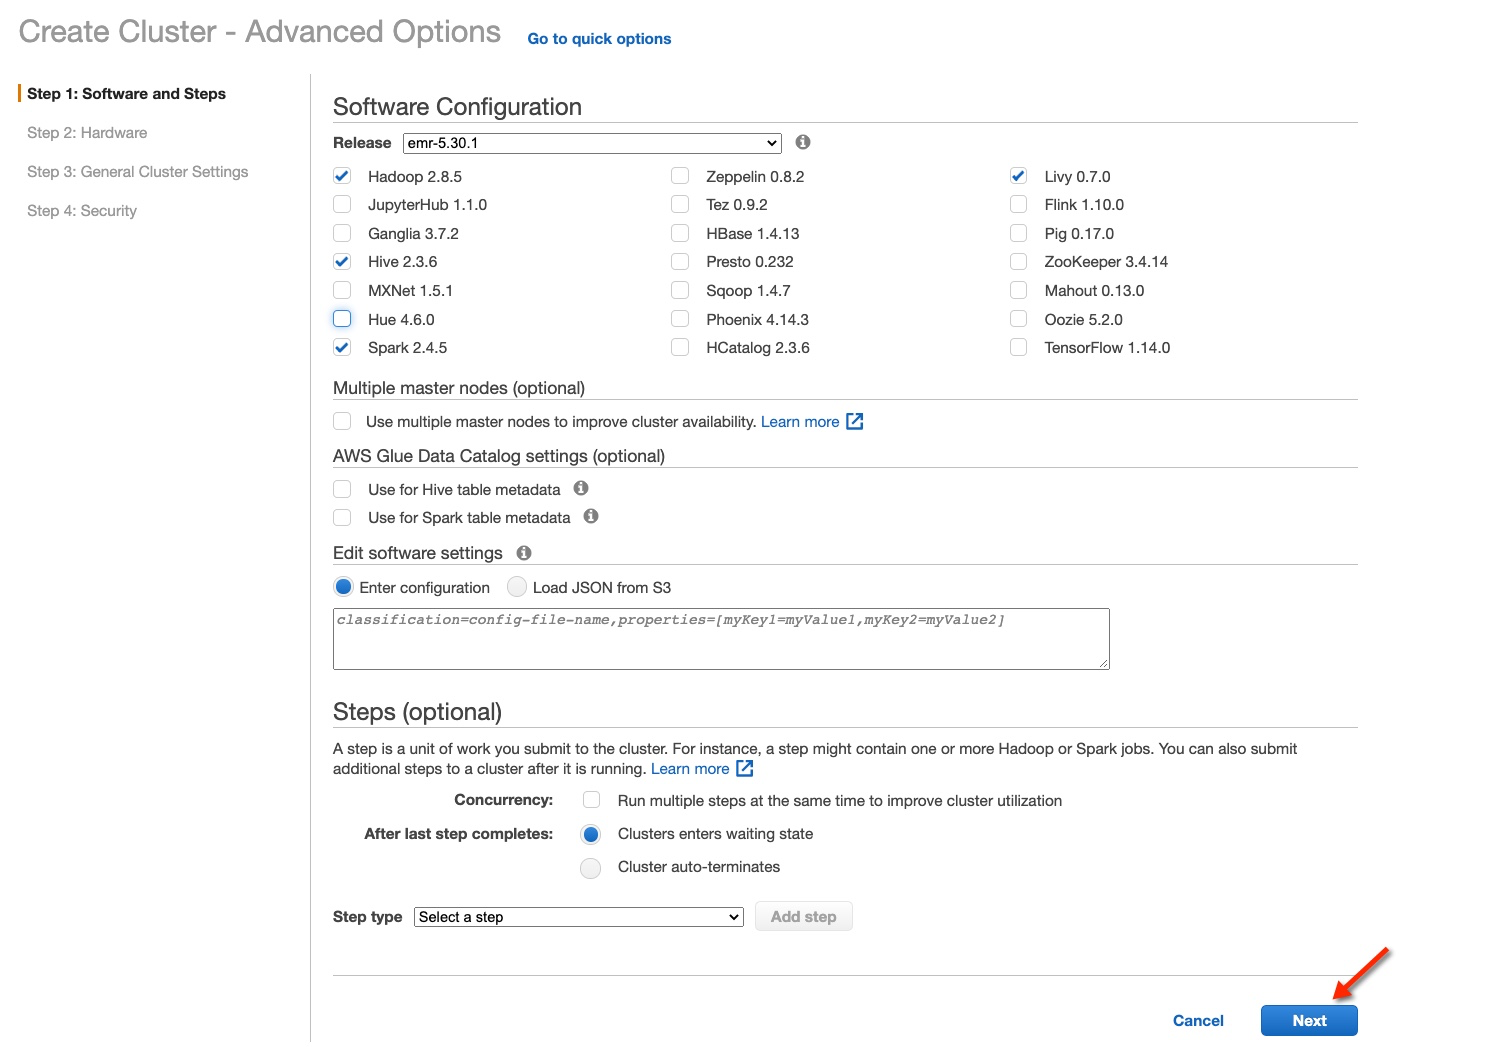 Create Cluster - Advanced Options Go to quick options
Step 1: Software and Steps
Step 2: Hardware
Step 3: General Cluster Settings
Step 4: Security
Software Configuration
Release emr-5.30.1
Hadoop 2.8.5 Zeppelin 0.8.2 Livy 0.7.0
JupyterHub 1.1.0 Tez 0.9.2 Flink 1.10.0
Ganglia 3.7.2 HBase 1.4.13 Pig 0.17.0
Hive 2.3.6 Presto 0.232 ZooKeeper 3.4.14
MXNet 1.5.1 Sqoop 1.4.7 Mahout 0.13.0
Hue 4.6.0 Phoenix 4.14.3 Oozie 5.2.0
Spark 2.4.5 HCatalog 2.3.6 TensorFlow 1.14.0
Multiple master nodes (optional)
Use multiple master nodes to improve cluster availability. Learn more
AWS Glue Data Catalog settings (optional)
Use for Hive table metadata
Use for Spark table metadata
Edit software settings
Enter configuration Load JSON from S3
classification=config-file-name,properties=[myKey1=myValue1,myKey2=myValue2]
Steps (optional)
A step is a unit of work you submit to the cluster. For instance, a step might contain one or more Hadoop or Spark jobs. You can also submit
additional steps to a cluster after it is running. Learn more
Concurrency: Run multiple steps at the same time to improve cluster utilization
After last step completes: Clusters enters waiting state
Cluster auto-terminates
Step type Select a step Add step
Cancel Next